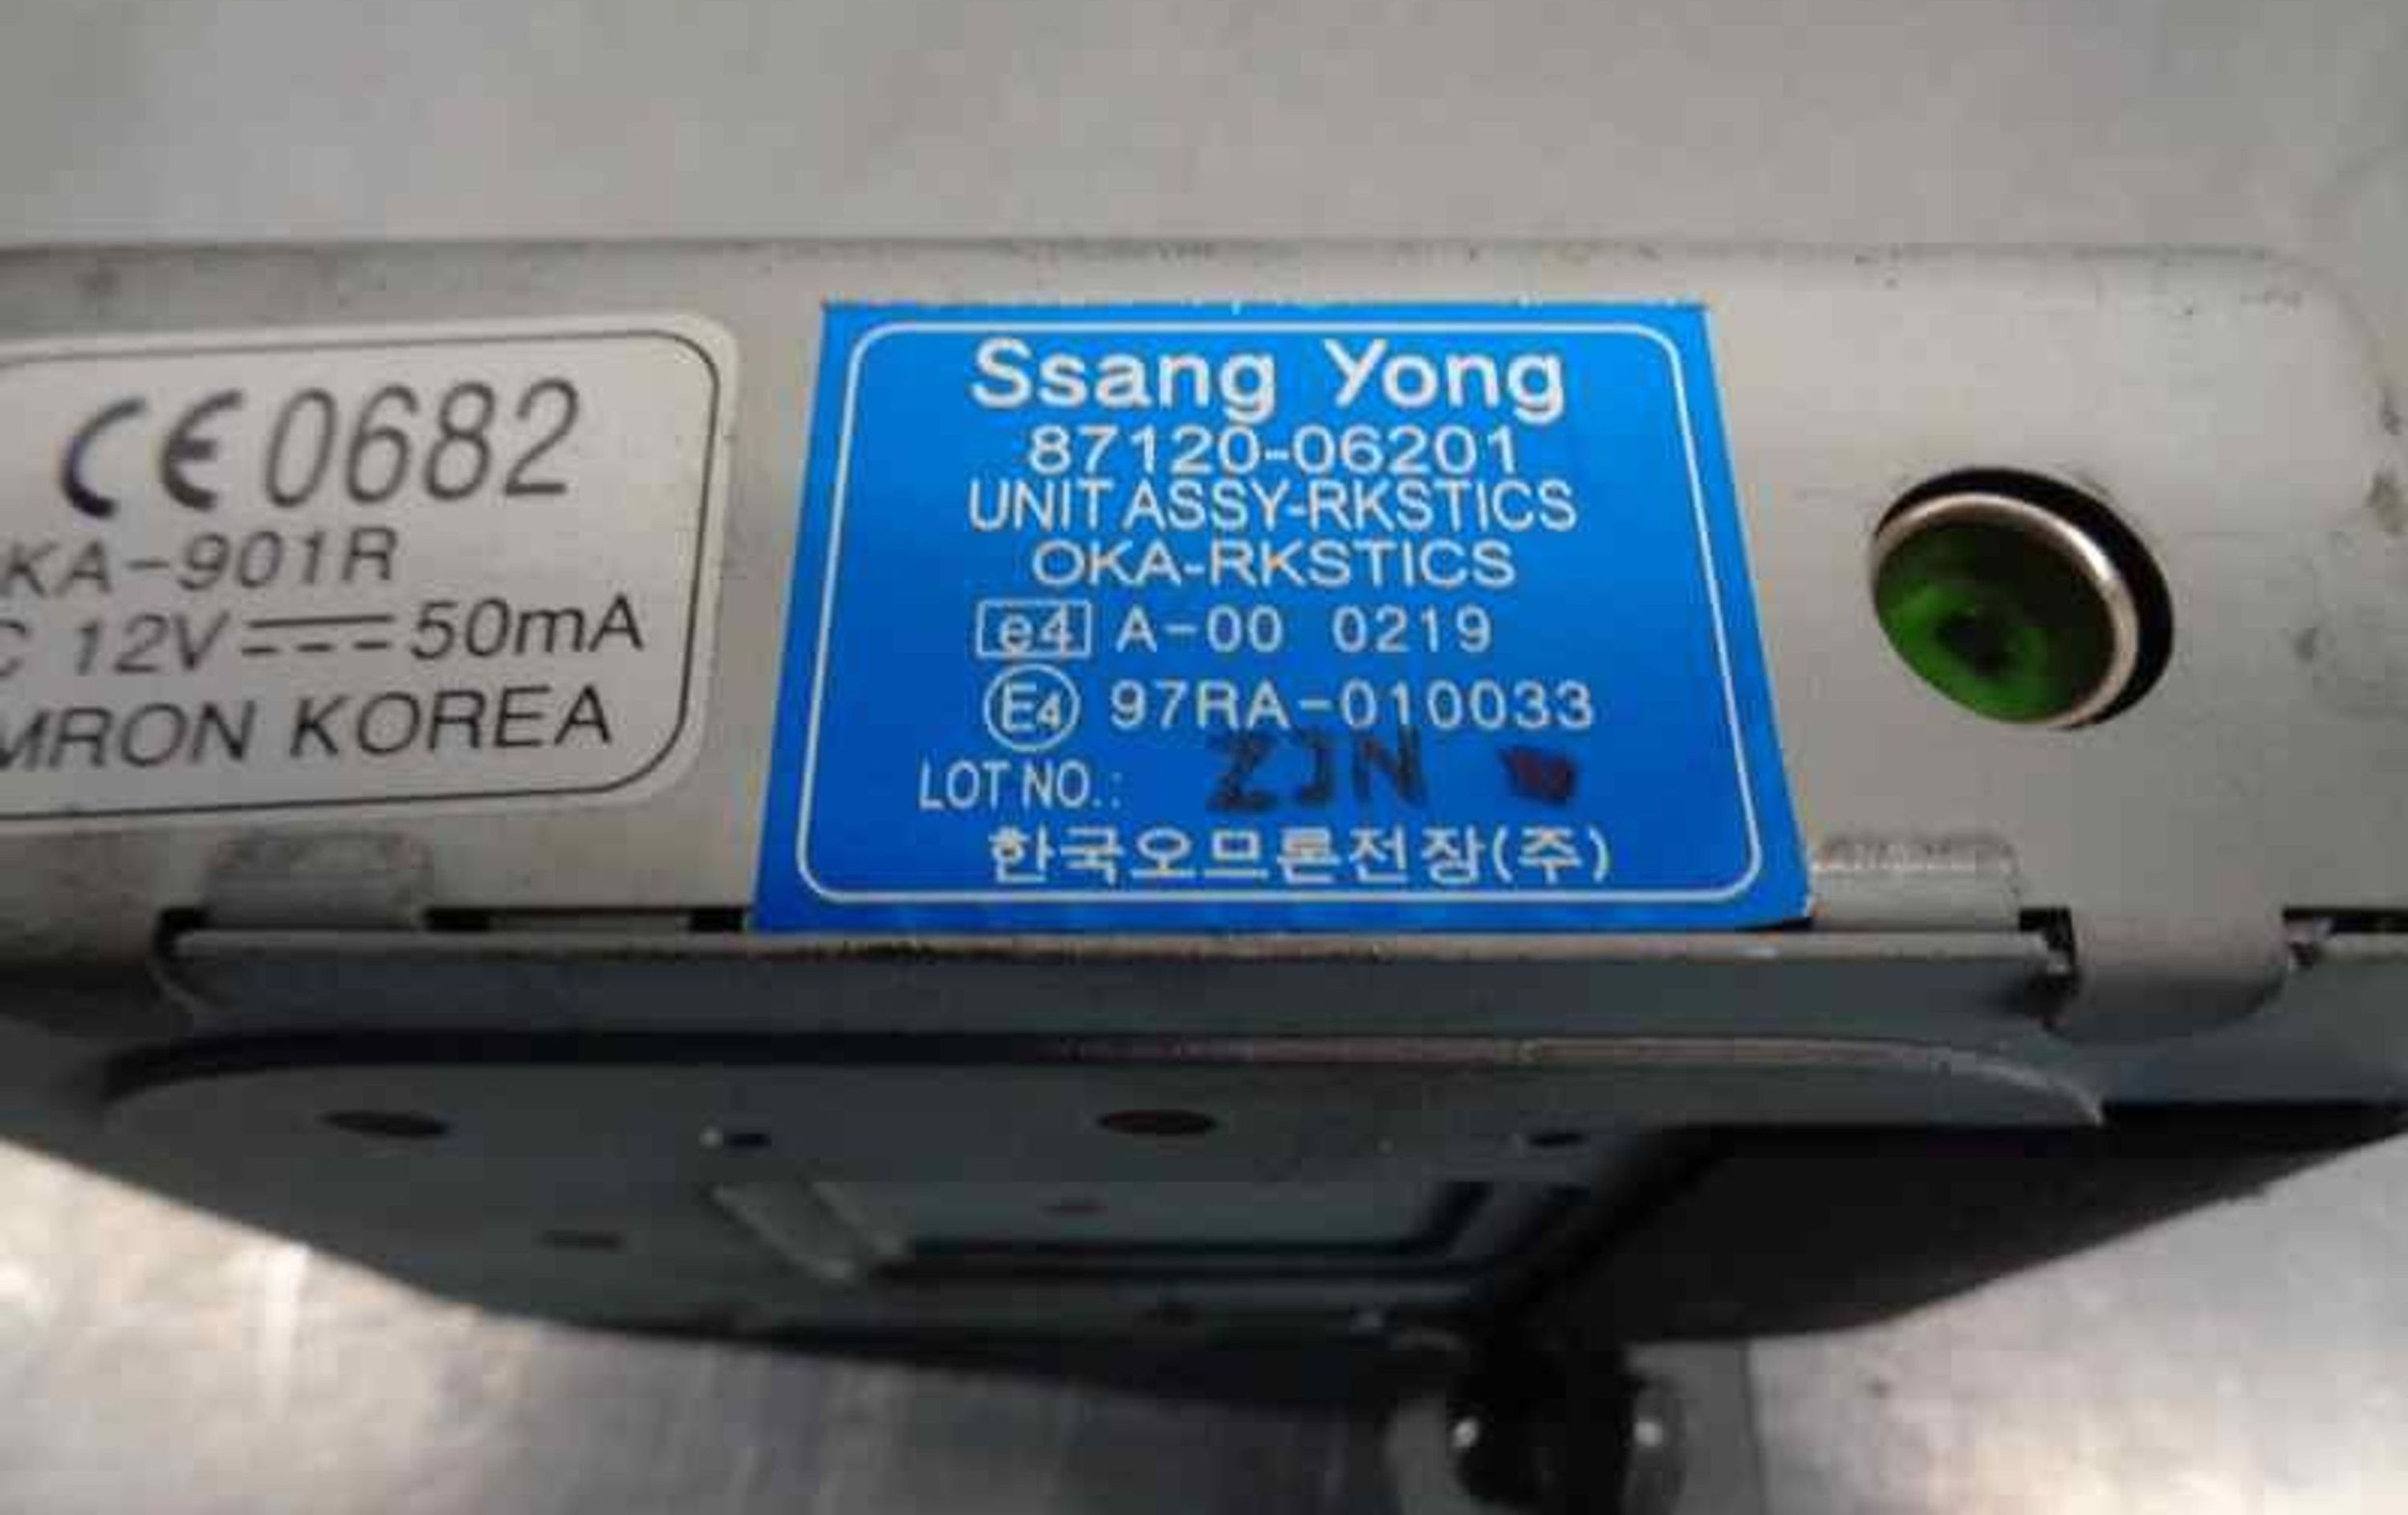 CE 0682
KA-901R
C 12V 50mA
MRON KOREA
Ssang Yong
87120-06201
UNIT ASSY-RKSTICS
OKA-RKSTICS
e4 A-00 0219
E4 97RA-010033
LOT NO.: ZJN
한국오므론전장(주)